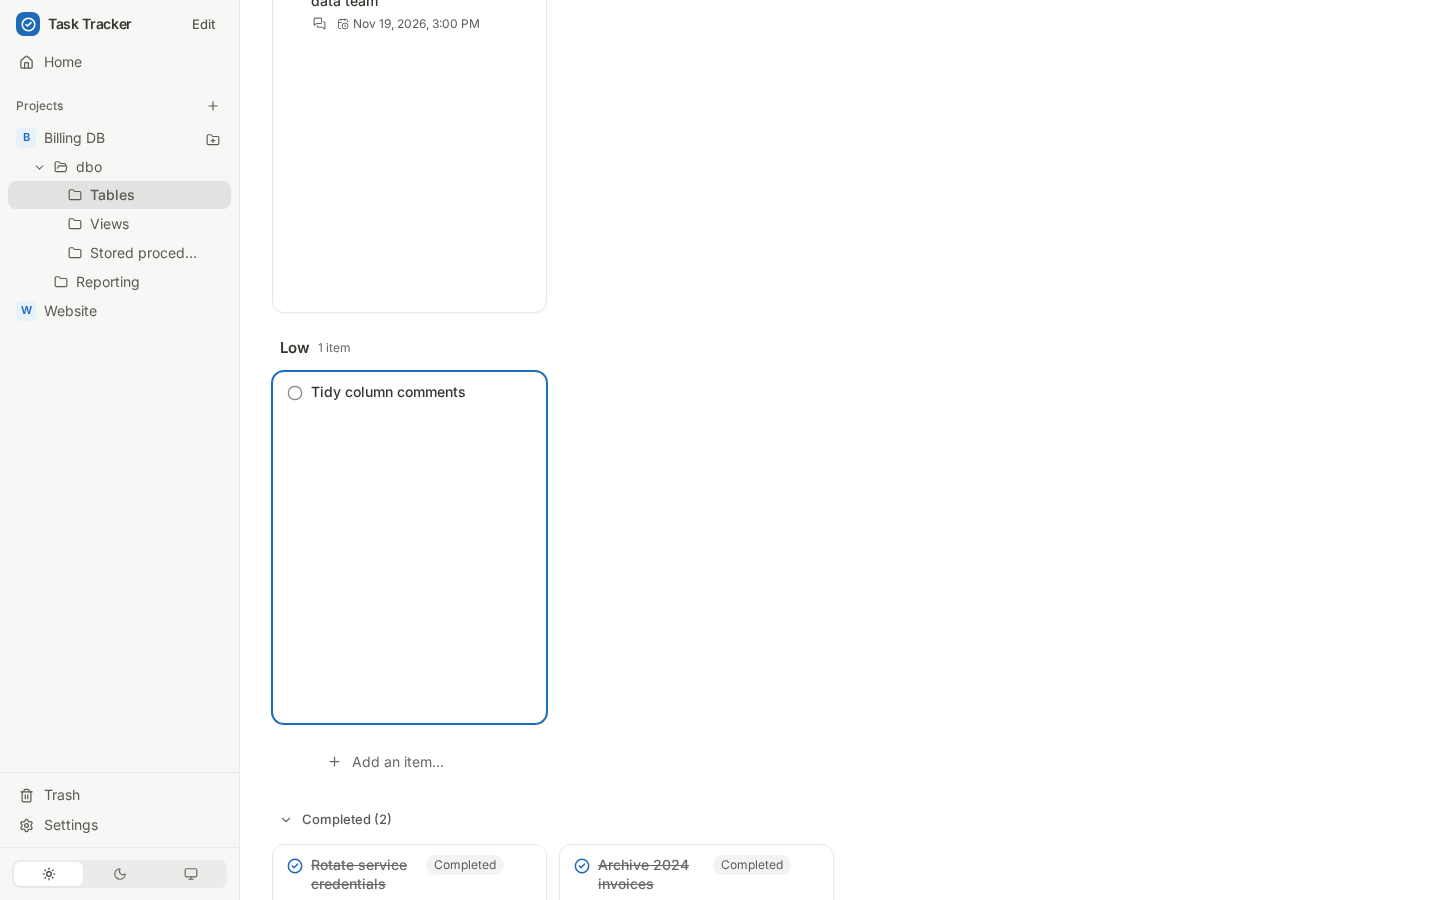 Task Tracker
Edit
Home
Projects
B Billing DB
dbo
Tables
Views
Stored proced...
Reporting
W Website
Trash
Settings
data team
Nov 19, 2026, 3:00 PM
Low 1 item
Tidy column comments
Add an item...
Completed (2)
Rotate service
credentials
Completed
Archive 2024
invoices
Completed